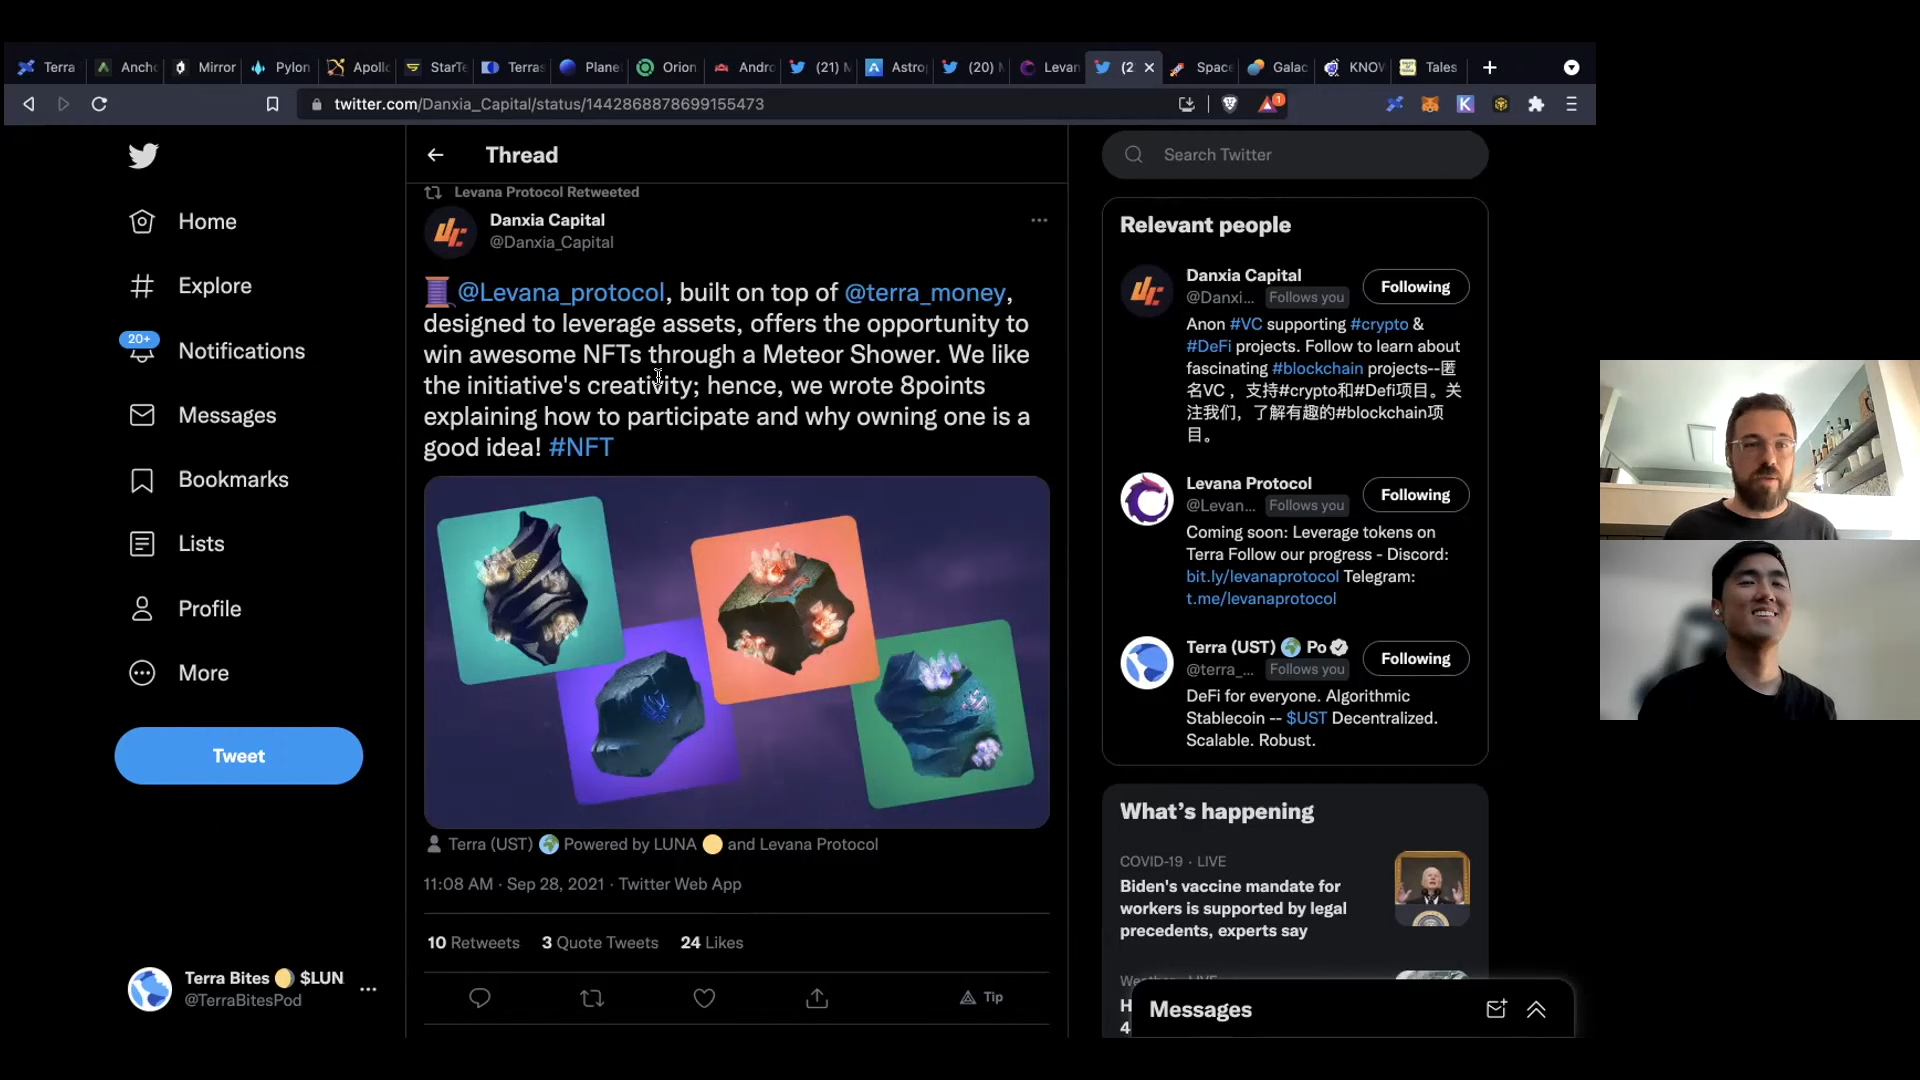 Terra
Ancho
Mirror
Pylon
Apollo
StarTe
Terras
Plane
Orion
Andro
(21) M
Astro
(20) M
Levan
(2
Space
Galac
KNOW
Tales
twitter.com/Danxia_Capital/status/1442868878699155473
1
Home
Explore
20+
Notifications
Messages
Bookmarks
Lists
Profile
More
Tweet
Terra Bites $LUN
@TerraBitesPod
Thread
Levana Protocol Retweeted
Danxia Capital
@Danxia_Capital
@Levana_protocol, built on top of @terra_money,
designed to leverage assets, offers the opportunity to
win awesome NFTs through a Meteor Shower. We like
the initiative's creativity; hence, we wrote 8points
explaining how to participate and why owning one is a
good idea! #NFT
Terra (UST) Powered by LUNA and Levana Protocol
11:08 AM · Sep 28, 2021 · Twitter Web App
10 Retweets 3 Quote Tweets 24 Likes
Tip
Search Twitter
Relevant people
Danxia Capital
@Danxi... Follows you
Following
Anon #VC supporting #crypto &
#DeFi projects. Follow to learn about
fascinating #blockchain projects--匿
名VC ，支持#crypto和#Defi项目。关
注我们，了解有趣的#blockchain项
目。
Levana Protocol
@Levan... Follows you
Following
Coming soon: Leverage tokens on
Terra Follow our progress - Discord:
bit.ly/levanaprotocol Telegram:
t.me/levanaprotocol
Terra (UST) Po
@terra_... Follows you
Following
DeFi for everyone. Algorithmic
Stablecoin -- $UST Decentralized.
Scalable. Robust.
What's happening
COVID-19 · LIVE
Biden's vaccine mandate for
workers is supported by legal
precedents, experts say
H
4
Messages